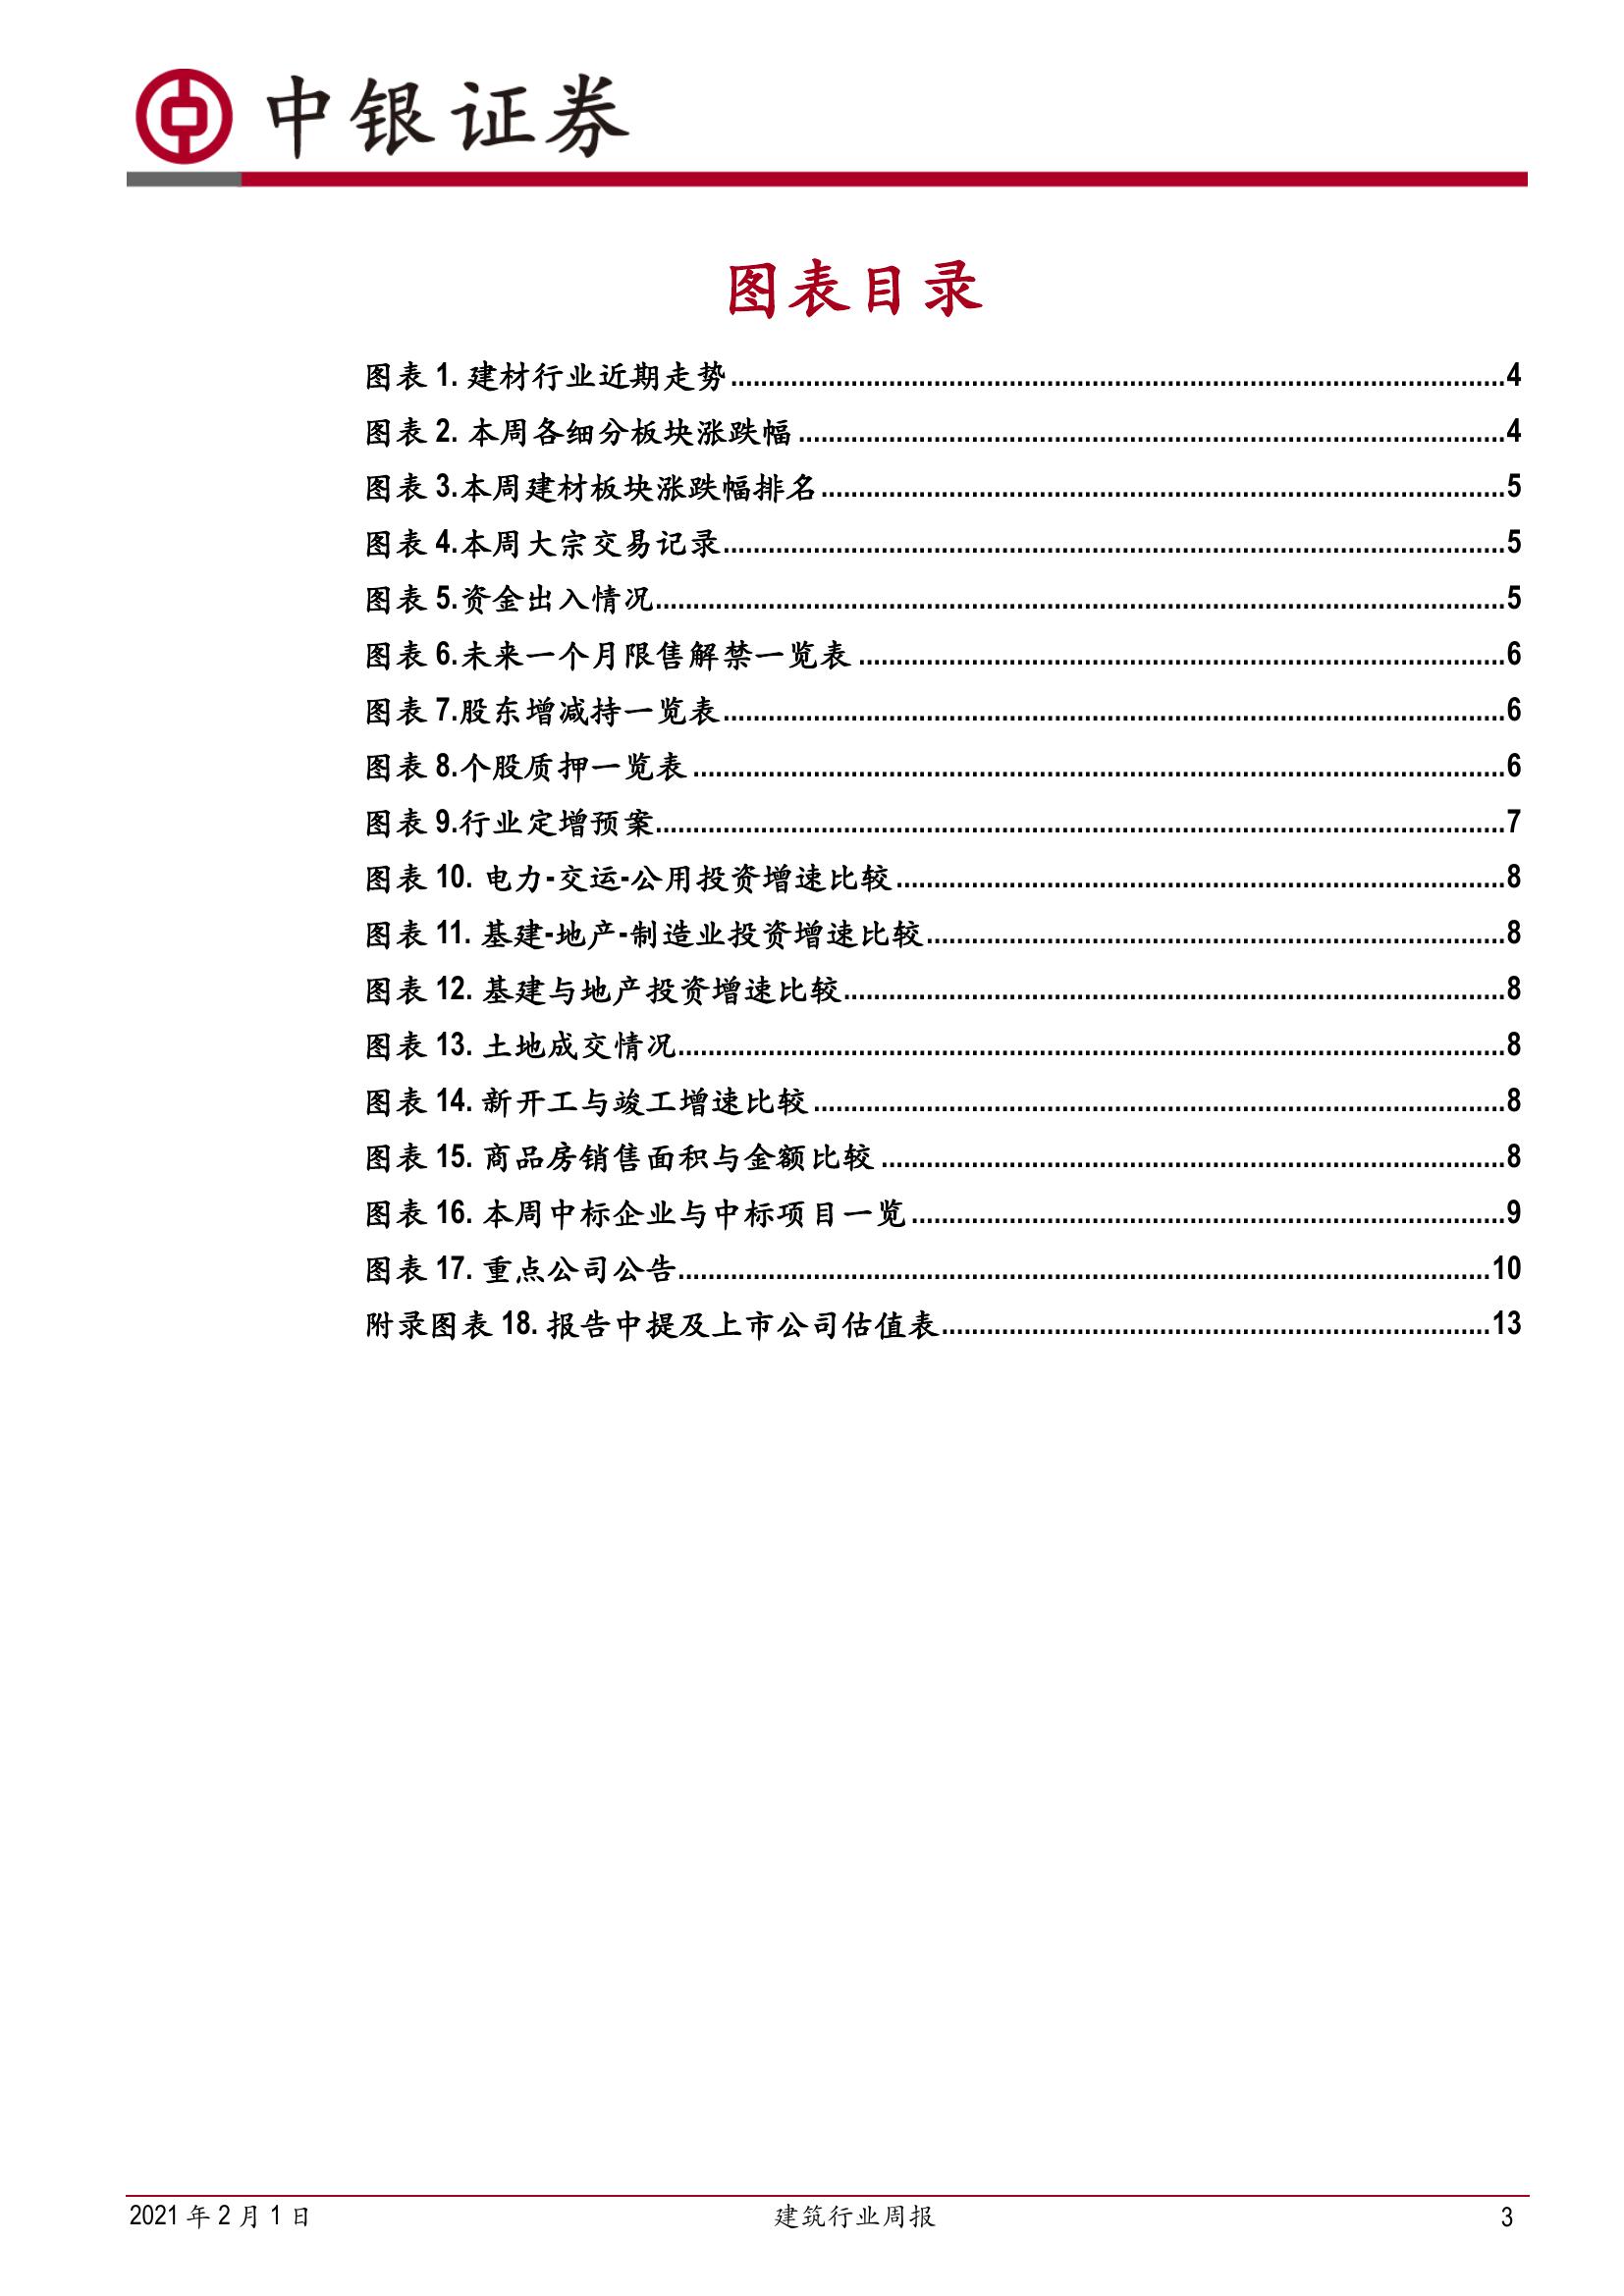 中银证券
图表目录
图表 1. 建材行业近期走势................4
图表 2. 本周各细分板块涨跌幅................4
图表 3.本周建材板块涨跌幅排名................5
图表 4.本周大宗交易记录................5
图表 5.资金出入情况................5
图表 6.未来一个月限售解禁一览表................6
图表 7.股东增减持一览表................6
图表 8.个股质押一览表................6
图表 9.行业定增预案................7
图表 10. 电力-交运-公用投资增速比较................8
图表 11. 基建-地产-制造业投资增速比较................8
图表 12. 基建与地产投资增速比较................8
图表 13. 土地成交情况................8
图表 14. 新开工与竣工增速比较................8
图表 15. 商品房销售面积与金额比较................8
图表 16. 本周中标企业与中标项目一览................9
图表 17. 重点公司公告................10
附录图表 18. 报告中提及上市公司估值表................13
2021 年 2 月 1 日 建筑行业周报 3